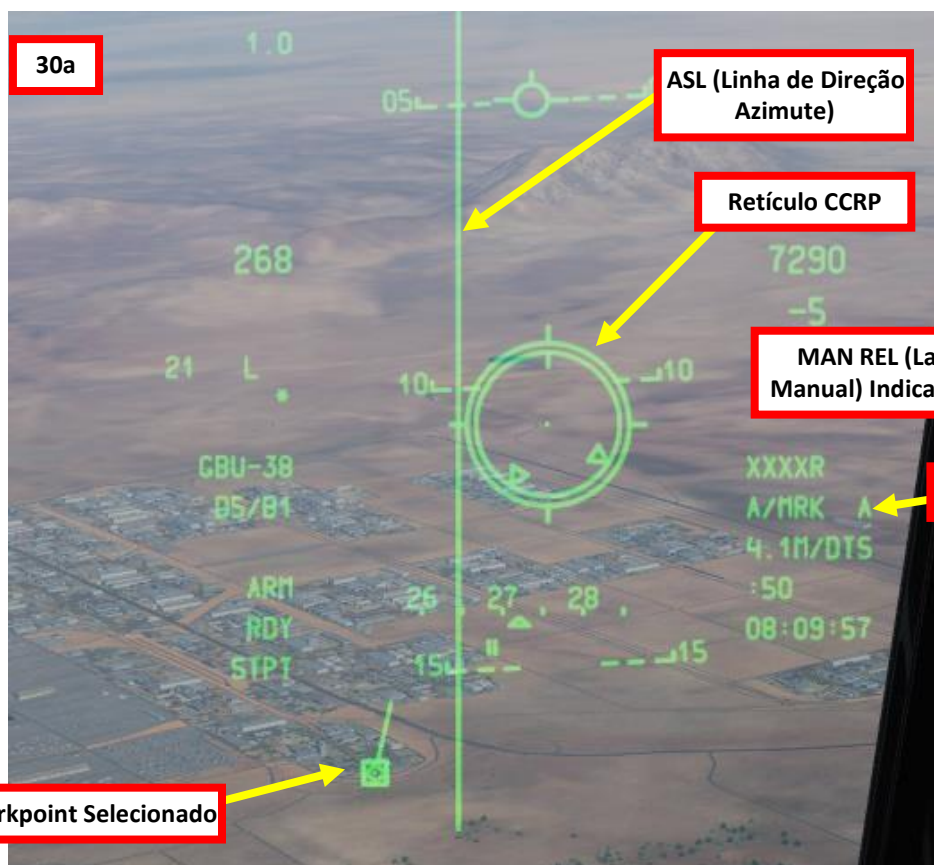 30a
1.0
ASL (Linha de Direção
Azimute)
05
Retículo CCRP
268
7290
-5
MAN REL (La
Manual) Indica
21 L
10 10
GBU-38
XXXXR
D5/B1
A/MRK A
4.1M/DTS
ARM
26 27 28
:50
RDY
08:09:57
STPT
15 15
rkpoint Selecionado